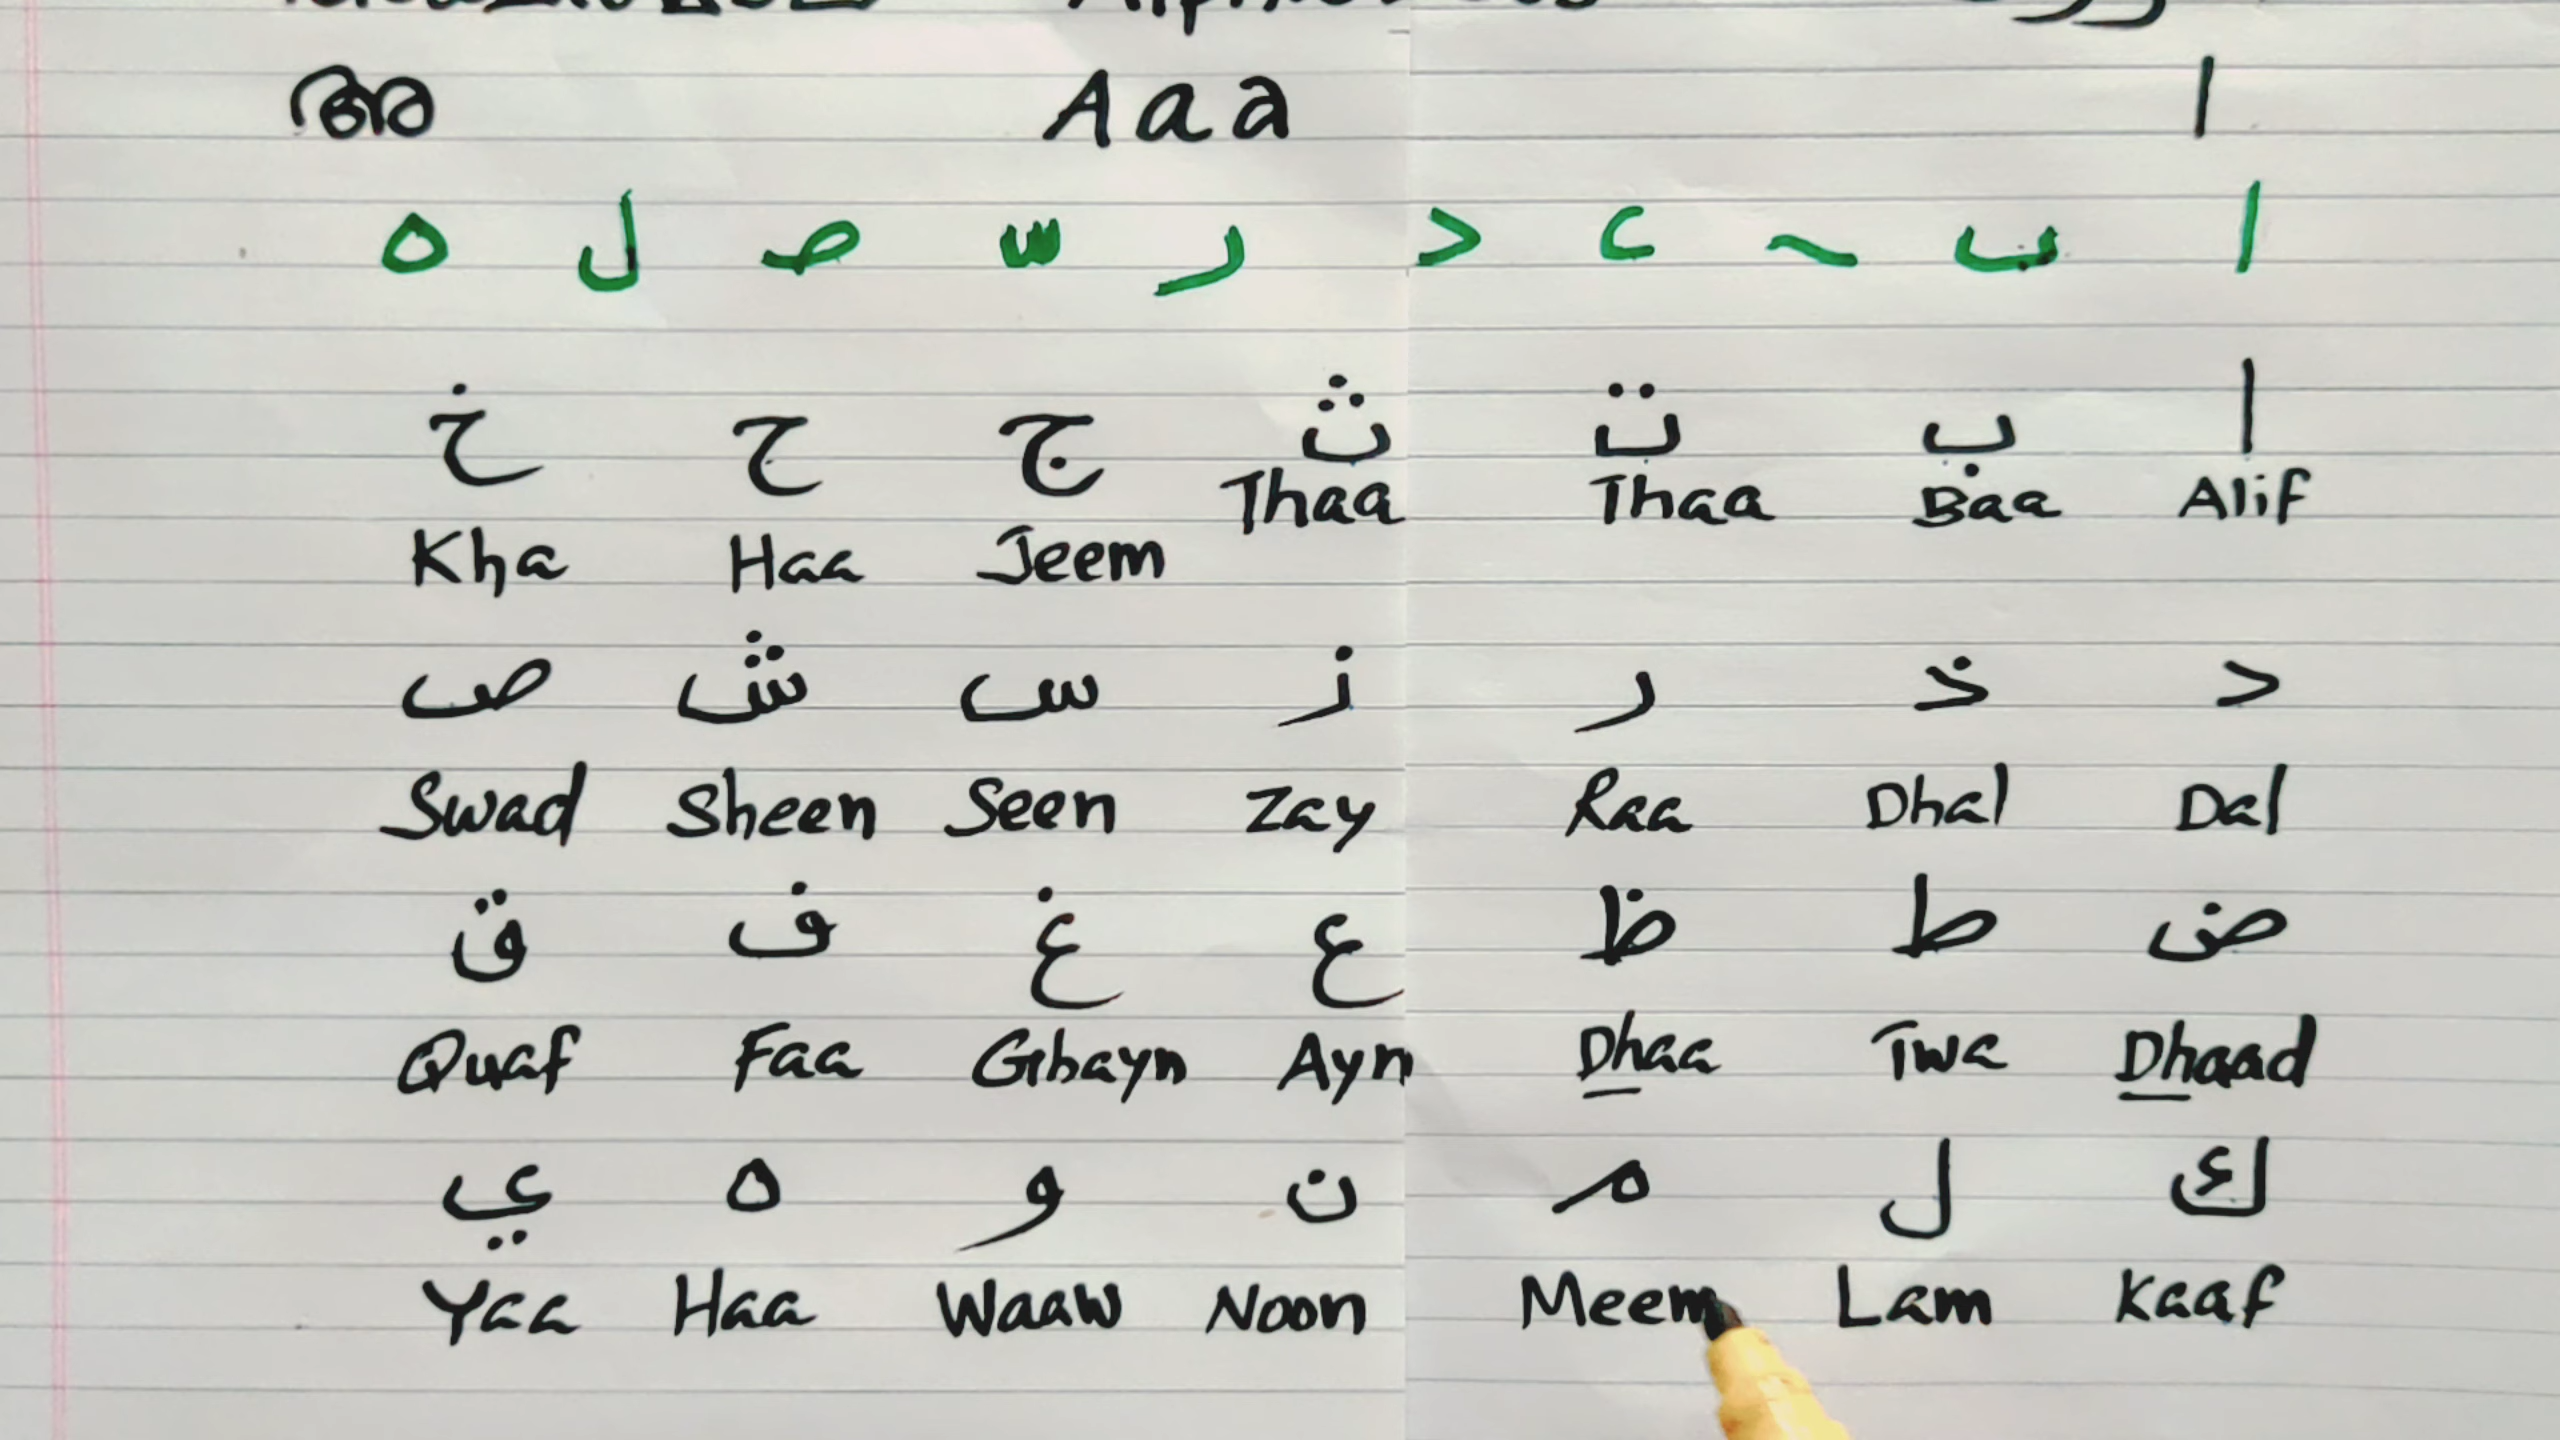 അ A a a ا
ا ب ~ c د ر س ص ل ه
ا ب ت ث ج ح خ
Alif Baa Thaa Thaa Jeem Haa Kha
د ذ ر ز س ش ص
Dal Dhal Raa Zay Seen Sheen Swad
ض ط ظ ع غ ف ق
Dhaad Twa Dhaa Ayn Ghayn Faa Quaf
ك ل م ن و ه ي
Kaaf Lam Meem Noon Waaw Haa Yaa